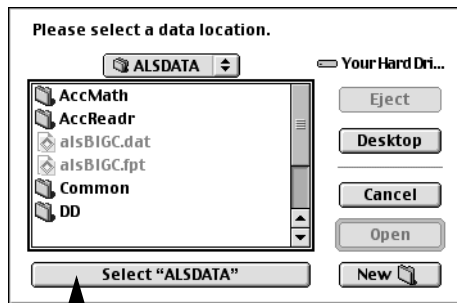 Please select a data location.
ALSDATA
Your Hard Dri...
AccMath
AccReadr
alsBIGC.dat
alsBIGC.fpt
Common
DD
Eject
Desktop
Cancel
Open
Select “ALSDATA”
New